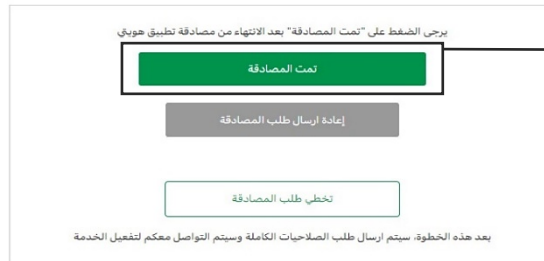 يرجى الضغط على "تمت المصادقة" بعد الانتهاء من مصادقة تطبيق هويتي
تمت المصادقة
إعادة ارسال طلب المصادقة
تخطي طلب المصادقة
بعد هذه الخطوة، سيتم ارسال طلب الصلاحيات الكاملة وسيتم التواصل معكم لتفعيل الخدمة